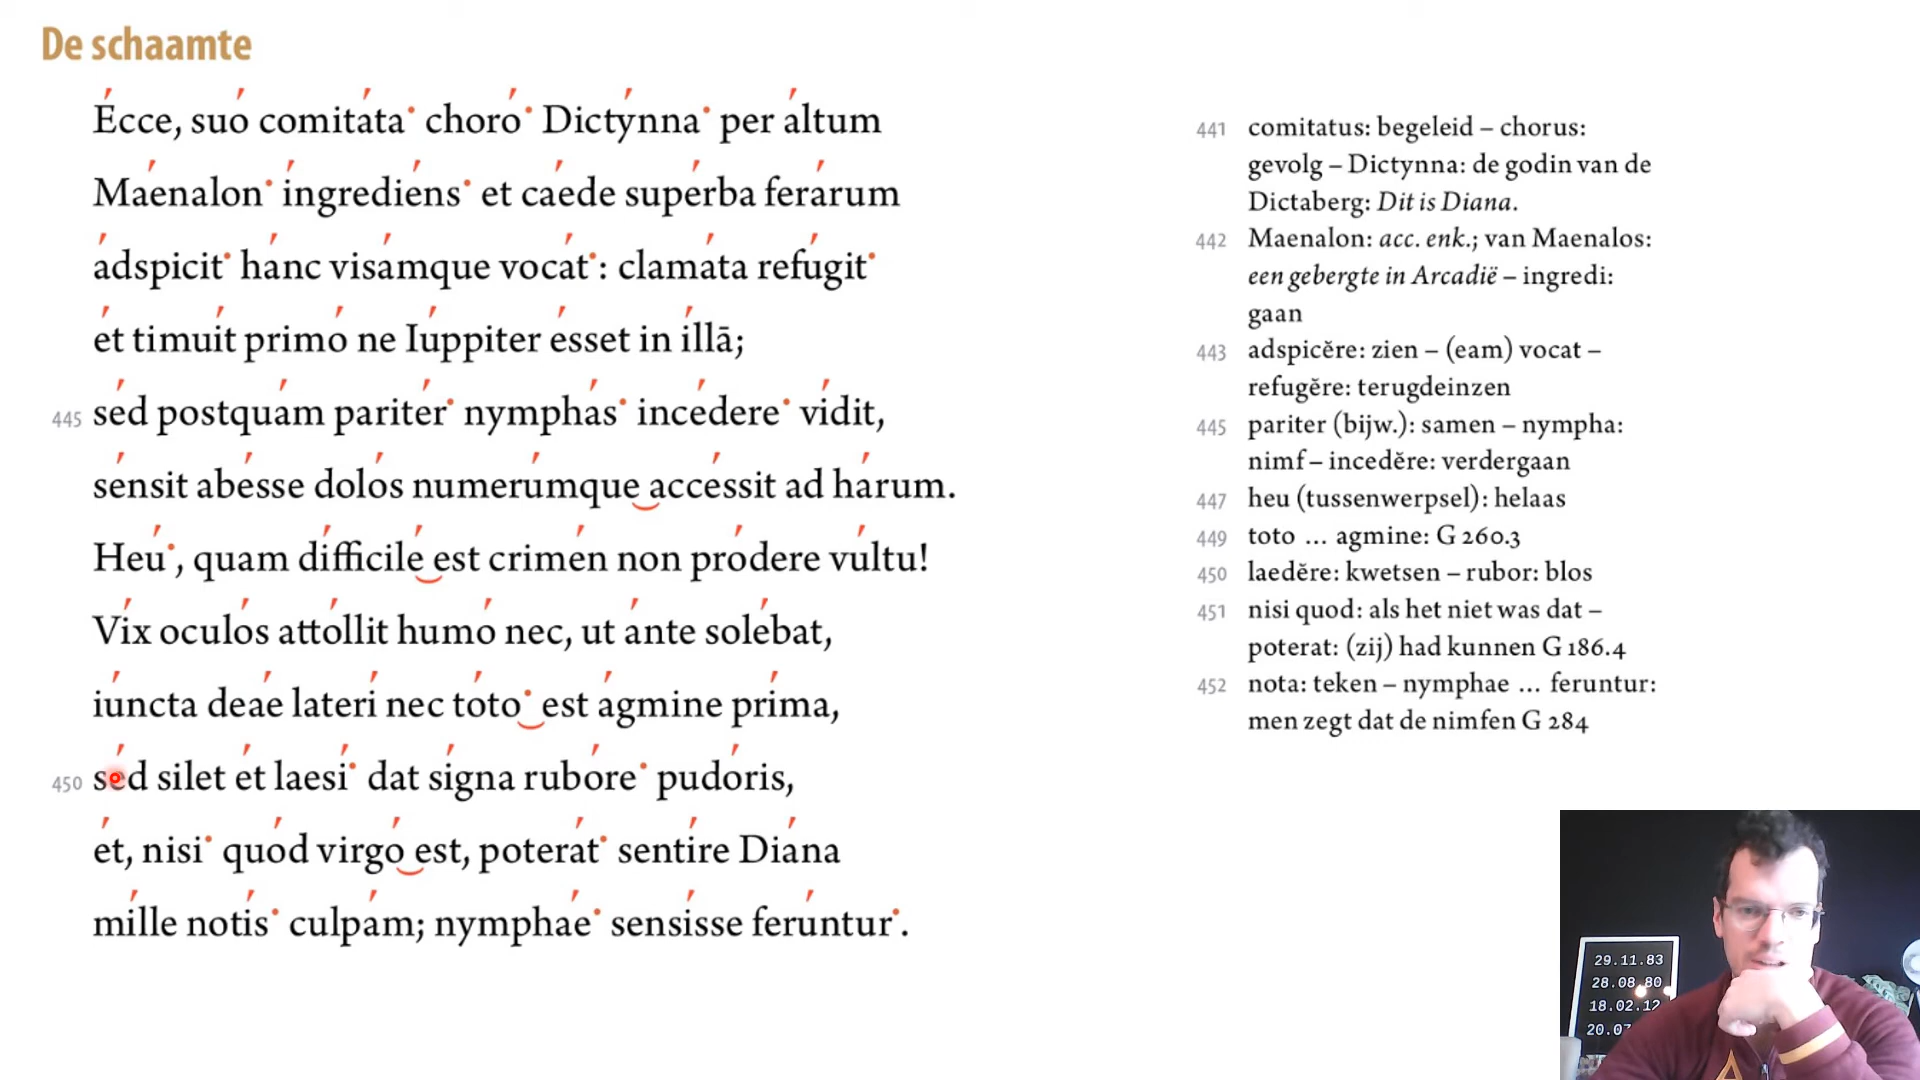 De schaamte
Ecce, suo comitata choro Dictynna per altum
Maenalon ingrediens et caede superba ferarum
adspicit hanc visamque vocat: clamata refugit
et timuit primo ne Iuppiter esset in illā;
445 sed postquam pariter nymphas incedere vidit,
sensit abesse dolos numerumque accessit ad harum.
Heu, quam difficile est crimen non prodere vultu!
Vix oculos attollit humo nec, ut ante solebat,
iuncta deae lateri nec toto est agmine prima,
450 sed silet et laesi dat signa rubore pudoris,
et, nisi quod virgo est, poterat sentire Diana
mille notis culpam; nymphae sensisse feruntur.
441 comitatus: begeleid – chorus:
gevolg – Dictynna: de godin van de
Dictaberg: Dit is Diana.
442 Maenalon: acc. enk.; van Maenalos:
een gebergte in Arcadië – ingredi:
gaan
443 adspicĕre: zien – (eam) vocat –
refugĕre: terugdeinzen
445 pariter (bijw.): samen – nympha:
nimf – incedĕre: verdergaan
447 heu (tussenwerpsel): helaas
449 toto ... agmine: G 260.3
450 laedĕre: kwetsen – rubor: blos
451 nisi quod: als het niet was dat –
poterat: (zij) had kunnen G 186.4
452 nota: teken – nymphae ... feruntur:
men zegt dat de nimfen G 284
29.11.83
28.08.80
18.02.12
20.07